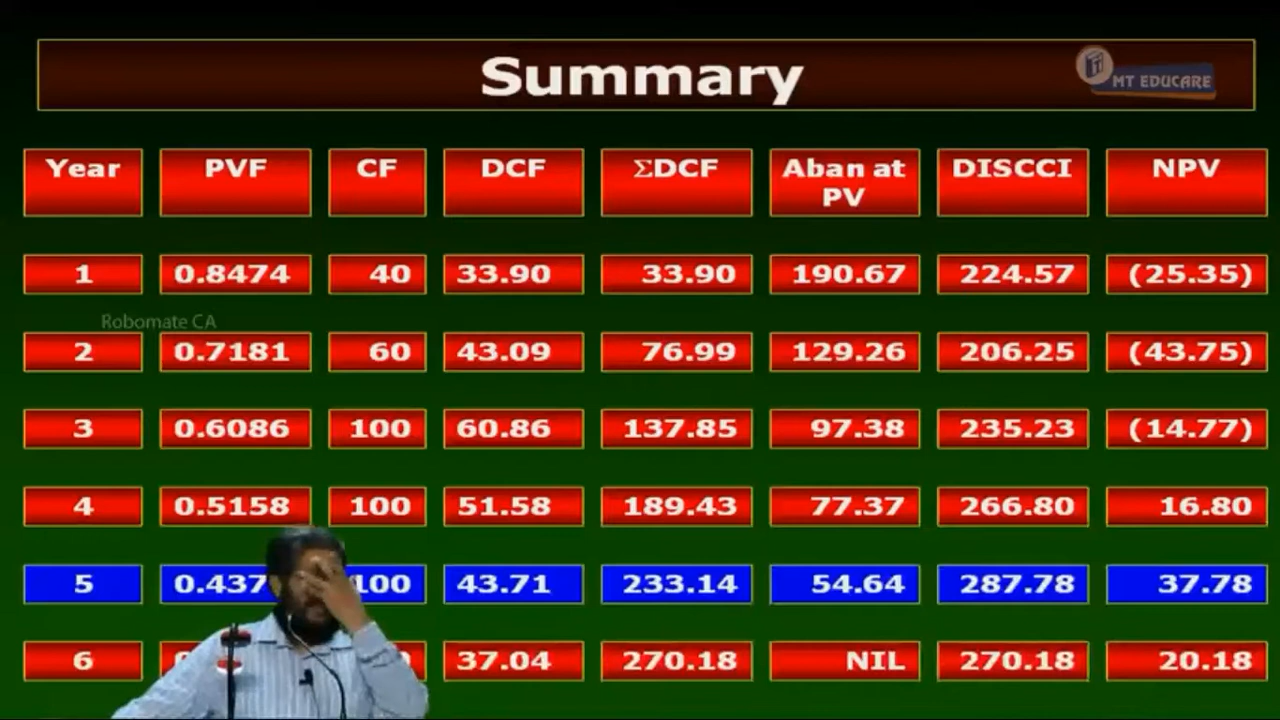 Summary
MT EDUCARE
Year PVF CF DCF ΣDCF Aban at PV DISCCI NPV
1 0.8474 40 33.90 33.90 190.67 224.57 (25.35)
Robomate CA
2 0.7181 60 43.09 76.99 129.26 206.25 (43.75)
3 0.6086 100 60.86 137.85 97.38 235.23 (14.77)
4 0.5158 100 51.58 189.43 77.37 266.80 16.80
5 0.437 100 43.71 233.14 54.64 287.78 37.78
6 37.04 270.18 NIL 270.18 20.18